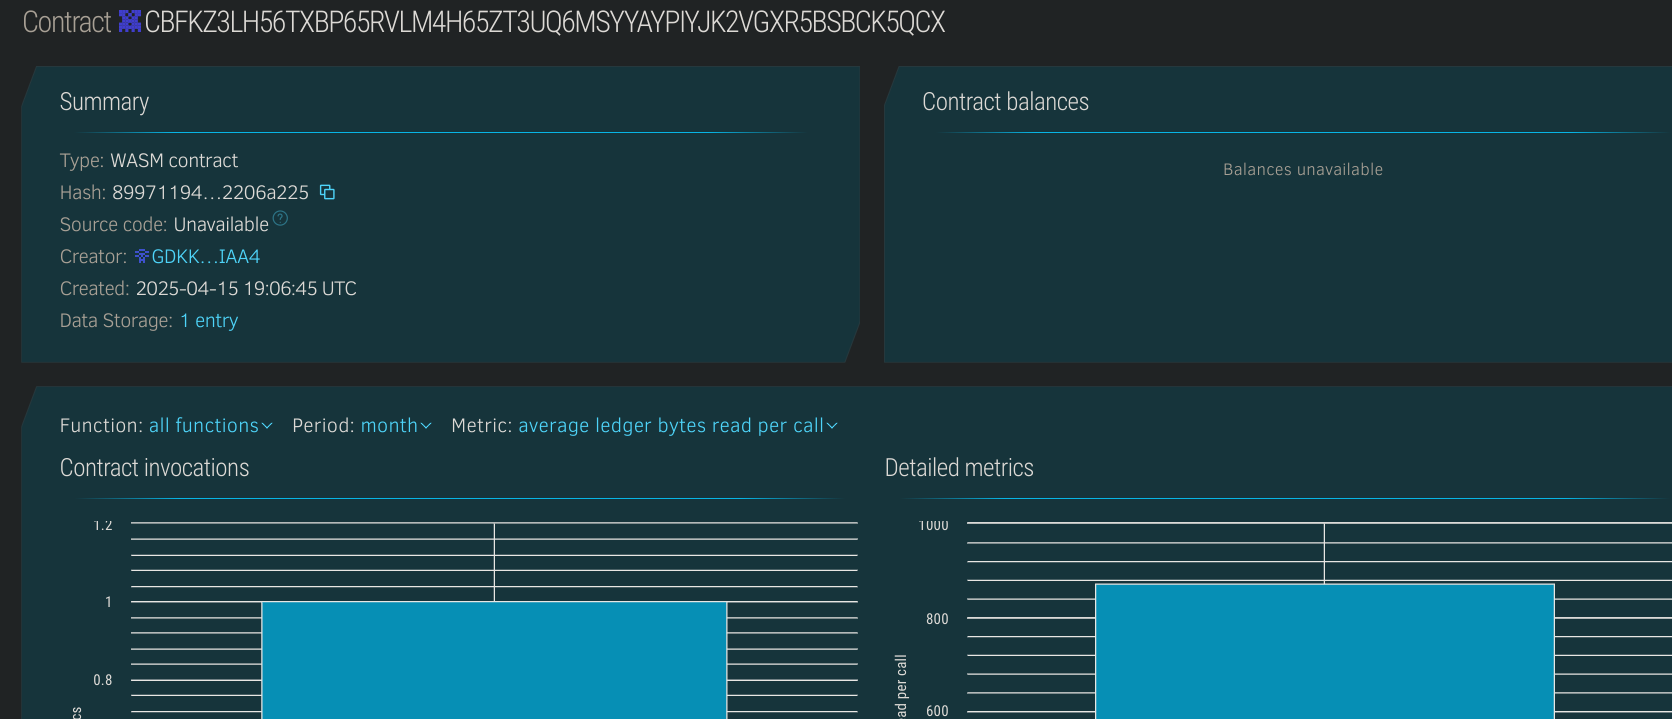 Contract CBFKZ3LH56TXBP65RVLM4H65ZT3UQ6MSYYAYPIYJK2VGXR5BSBCK5QCX
Summary
Type: WASM contract
Hash: 89971194...2206a225
Source code: Unavailable ?
Creator: GDKK...IAA4
Created: 2025-04-15 19:06:45 UTC
Data Storage: 1 entry
Contract balances
Balances unavailable
Function: all functions Period: month Metric: average ledger bytes read per call
Contract invocations
1.2
1
0.8
Detailed metrics
1000
800
600
per call